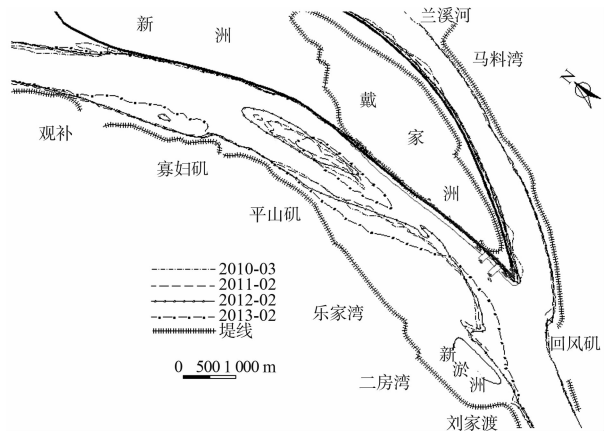 兰溪河
新洲
马料湾
N
戴家洲
观补
寡妇矶
平山矶
2010-03
2011-02
2012-02
2013-02
堤线
乐家湾
回风矶
0 500 1 000 m
新淤洲
二房湾
刘家渡